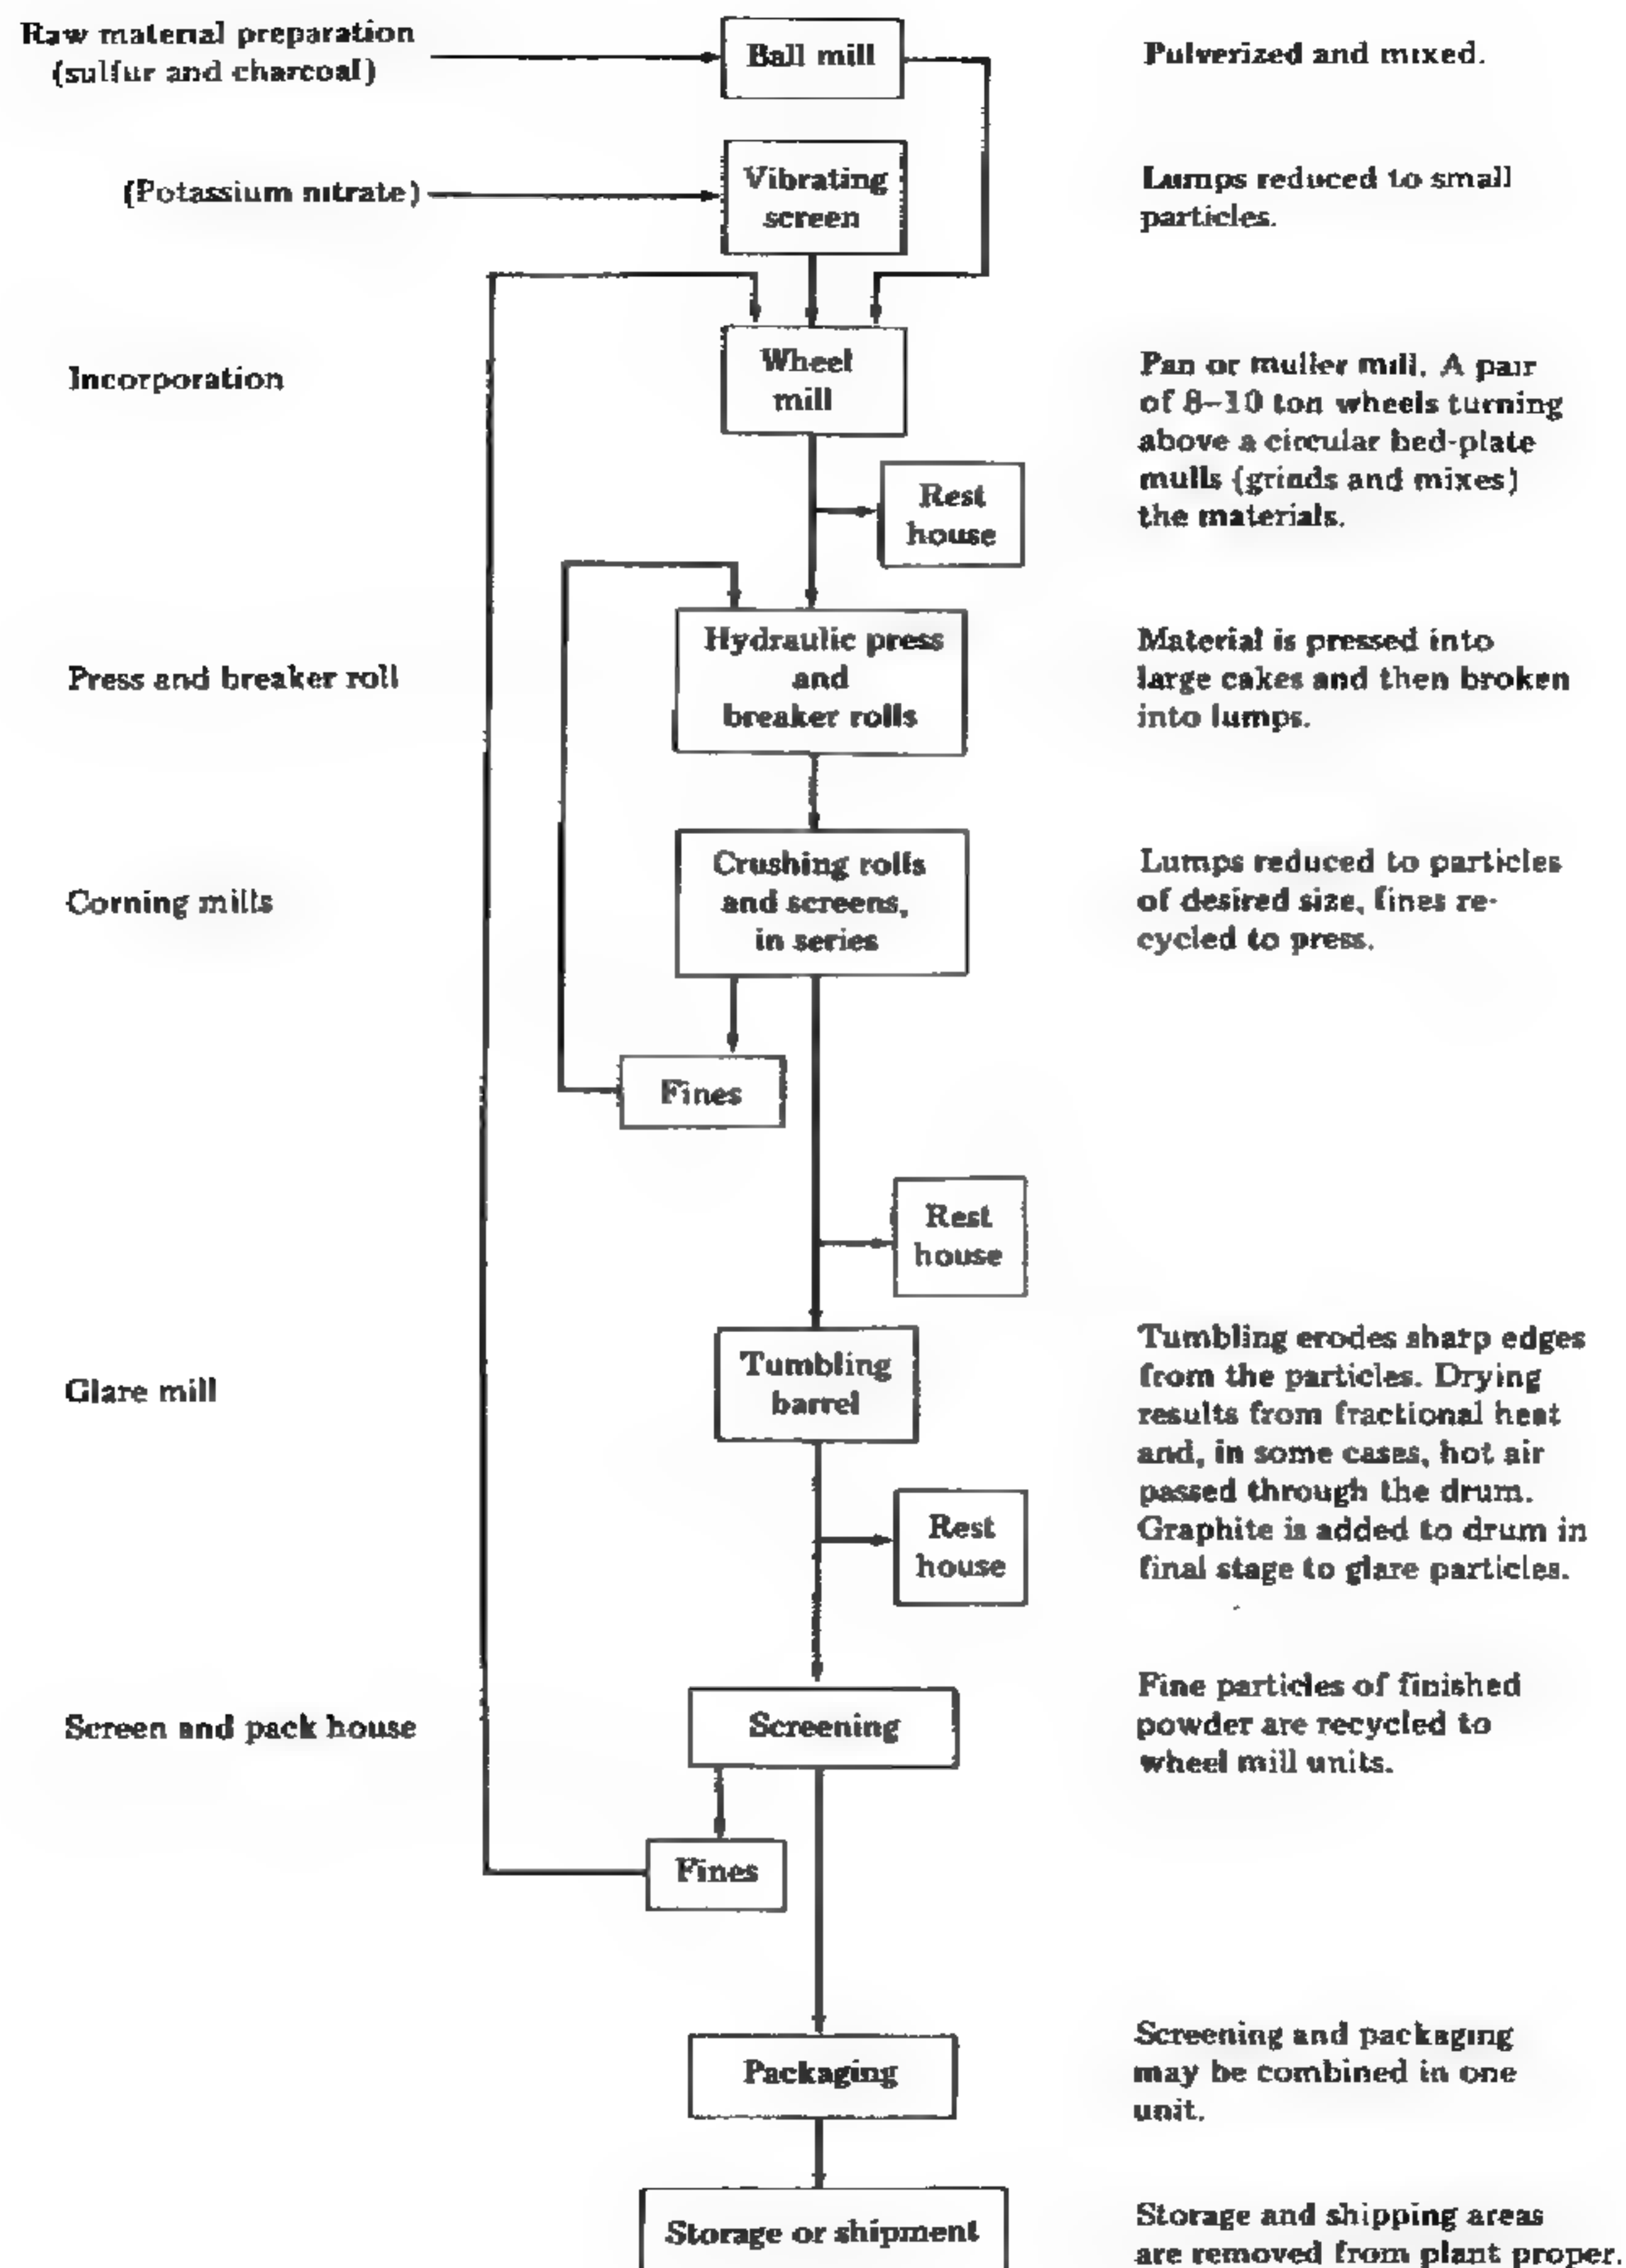 Raw material preparation
(sulfur and charcoal)
Ball mill
Pulverized and mixed.
(Potassium nitrate)
Vibrating
screen
Lumps reduced to small
particles.
Incorporation
Wheel
mill
Pan or muller mill. A pair
of 8–10 ton wheels turning
above a circular bed-plate
mulls (grinds and mixes)
the materials.
Rest
house
Press and breaker roll
Hydraulic press
and
breaker rolls
Material is pressed into
large cakes and then broken
into lumps.
Corning mills
Crushing rolls
and screens,
in series
Lumps reduced to particles
of desired size, fines re-
cycled to press.
Fines
Rest
house
Glare mill
Tumbling
barrel
Tumbling erodes sharp edges
from the particles. Drying
results from fractional heat
and, in some cases, hot air
passed through the drum.
Graphite is added to drum in
final stage to glare particles.
Rest
house
Screen and pack house
Screening
Fine particles of finished
powder are recycled to
wheel mill units.
Fines
Packaging
Screening and packaging
may be combined in one
unit.
Storage or shipment
Storage and shipping areas
are removed from plant proper.